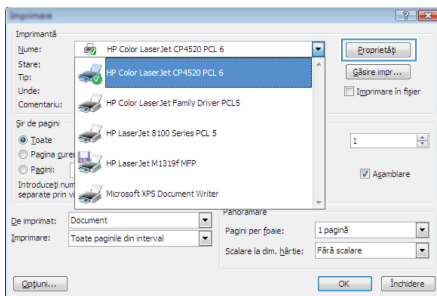 Imprimare
Imprimantă
Nume:
HP Color LaserJet CP4520 PCL 6
Proprietăți
Stare:
HP Color LaserJet CP4520 PCL 6
Găsire impr...
Tip:
Unde:
Imprimare în fișier
Comentariu:
HP Color LaserJet Family Driver PCL5
Șir de pagini
HP LaserJet 8100 Series PCL 5
Toate
1
Pagina cure
HP LaserJet M1319f MFP
Pagini:
Asamblare
Introduceți num
separate prin vi
Microsoft XPS Document Writer
De imprimat:
Document
Panoramare
Imprimare:
Toate paginile din interval
Pagini per foaie:
1 pagină
Scalare la dim. hârtie:
Fără scalare
Opțiuni...
OK
Închidere